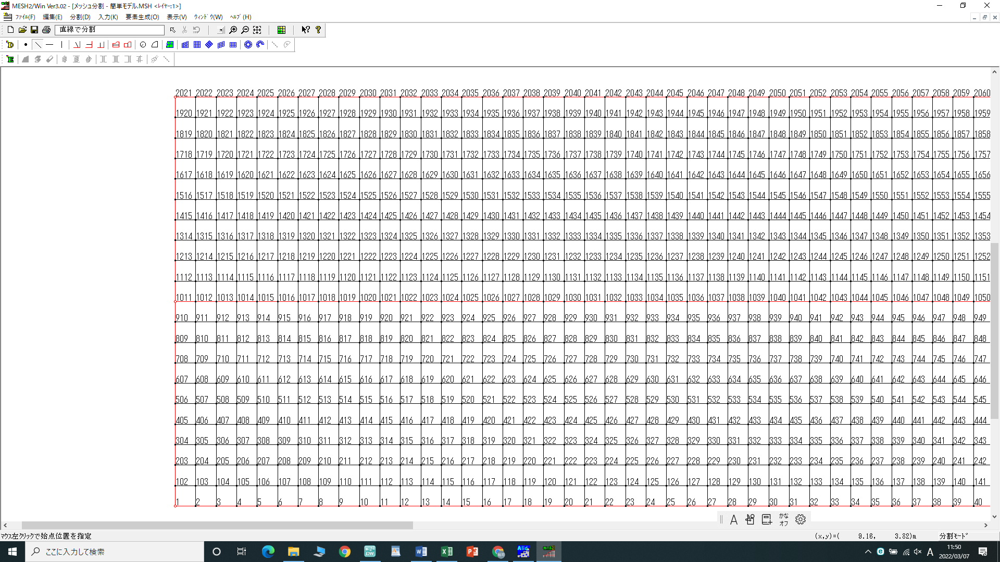 MESH2/Win Ver3.02 - [メッシュ分割 - 簡単モデル.MSH <ﾚｲﾔｰ:1>]
ﾌｧｲﾙ(F) 編集(E) 分割(D) 入力(K) 要素生成(O) 表示(V) ｳｨﾝﾄﾞｳ(W) ﾍﾙﾌﾟ(H)
直線で分割
2021 2022 2023 2024 2025 2026 2027 2028 2029 2030 2031 2032 2033 2034 2035 2036 2037 2038 2039 2040 2041 2042 2043 2044 2045 2046 2047 2048 2049 2050 2051 2052 2053 2054 2055 2056 2057 2058 2059 2060
1920 1921 1922 1923 1924 1925 1926 1927 1928 1929 1930 1931 1932 1933 1934 1935 1936 1937 1938 1939 1940 1941 1942 1943 1944 1945 1946 1947 1948 1949 1950 1951 1952 1953 1954 1955 1956 1957 1958 1959
1819 1820 1821 1822 1823 1824 1825 1826 1827 1828 1829 1830 1831 1832 1833 1834 1835 1836 1837 1838 1839 1840 1841 1842 1843 1844 1845 1846 1847 1848 1849 1850 1851 1852 1853 1854 1855 1856 1857 1858
1718 1719 1720 1721 1722 1723 1724 1725 1726 1727 1728 1729 1730 1731 1732 1733 1734 1735 1736 1737 1738 1739 1740 1741 1742 1743 1744 1745 1746 1747 1748 1749 1750 1751 1752 1753 1754 1755 1756 1757
1617 1618 1619 1620 1621 1622 1623 1624 1625 1626 1627 1628 1629 1630 1631 1632 1633 1634 1635 1636 1637 1638 1639 1640 1641 1642 1643 1644 1645 1646 1647 1648 1649 1650 1651 1652 1653 1654 1655 1656
1516 1517 1518 1519 1520 1521 1522 1523 1524 1525 1526 1527 1528 1529 1530 1531 1532 1533 1534 1535 1536 1537 1538 1539 1540 1541 1542 1543 1544 1545 1546 1547 1548 1549 1550 1551 1552 1553 1554 1555
1415 1416 1417 1418 1419 1420 1421 1422 1423 1424 1425 1426 1427 1428 1429 1430 1431 1432 1433 1434 1435 1436 1437 1438 1439 1440 1441 1442 1443 1444 1445 1446 1447 1448 1449 1450 1451 1452 1453 1454
1314 1315 1316 1317 1318 1319 1320 1321 1322 1323 1324 1325 1326 1327 1328 1329 1330 1331 1332 1333 1334 1335 1336 1337 1338 1339 1340 1341 1342 1343 1344 1345 1346 1347 1348 1349 1350 1351 1352 1353
1213 1214 1215 1216 1217 1218 1219 1220 1221 1222 1223 1224 1225 1226 1227 1228 1229 1230 1231 1232 1233 1234 1235 1236 1237 1238 1239 1240 1241 1242 1243 1244 1245 1246 1247 1248 1249 1250 1251 1252
1112 1113 1114 1115 1116 1117 1118 1119 1120 1121 1122 1123 1124 1125 1126 1127 1128 1129 1130 1131 1132 1133 1134 1135 1136 1137 1138 1139 1140 1141 1142 1143 1144 1145 1146 1147 1148 1149 1150 1151
1011 1012 1013 1014 1015 1016 1017 1018 1019 1020 1021 1022 1023 1024 1025 1026 1027 1028 1029 1030 1031 1032 1033 1034 1035 1036 1037 1038 1039 1040 1041 1042 1043 1044 1045 1046 1047 1048 1049 1050
910 911 912 913 914 915 916 917 918 919 920 921 922 923 924 925 926 927 928 929 930 931 932 933 934 935 936 937 938 939 940 941 942 943 944 945 946 947 948 949
809 810 811 812 813 814 815 816 817 818 819 820 821 822 823 824 825 826 827 828 829 830 831 832 833 834 835 836 837 838 839 840 841 842 843 844 845 846 847 848
708 709 710 711 712 713 714 715 716 717 718 719 720 721 722 723 724 725 726 727 728 729 730 731 732 733 734 735 736 737 738 739 740 741 742 743 744 745 746 747
607 608 609 610 611 612 613 614 615 616 617 618 619 620 621 622 623 624 625 626 627 628 629 630 631 632 633 634 635 636 637 638 639 640 641 642 643 644 645 646
506 507 508 509 510 511 512 513 514 515 516 517 518 519 520 521 522 523 524 525 526 527 528 529 530 531 532 533 534 535 536 537 538 539 540 541 542 543 544 545
405 406 407 408 409 410 411 412 413 414 415 416 417 418 419 420 421 422 423 424 425 426 427 428 429 430 431 432 433 434 435 436 437 438 439 440 441 442 443 444
304 305 306 307 308 309 310 311 312 313 314 315 316 317 318 319 320 321 322 323 324 325 326 327 328 329 330 331 332 333 334 335 336 337 338 339 340 341 342 343
203 204 205 206 207 208 209 210 211 212 213 214 215 216 217 218 219 220 221 222 223 224 225 226 227 228 229 230 231 232 233 234 235 236 237 238 239 240 241 242
102 103 104 105 106 107 108 109 110 111 112 113 114 115 116 117 118 119 120 121 122 123 124 125 126 127 128 129 130 131 132 133 134 135 136 137 138 139 140 141
1 2 3 4 5 6 7 8 9 10 11 12 13 14 15 16 17 18 19 20 21 22 23 24 25 26 27 28 29 30 31 32 33 34 35 36 37 38 39 40
A かな
オフ
ﾏｳｽ左ｸﾘｯｸで始点位置を指定 (x,y)=( 9.16, 3.82)m 分割ﾓｰﾄﾞ
ここに入力して検索
A 11:50
2022/03/07